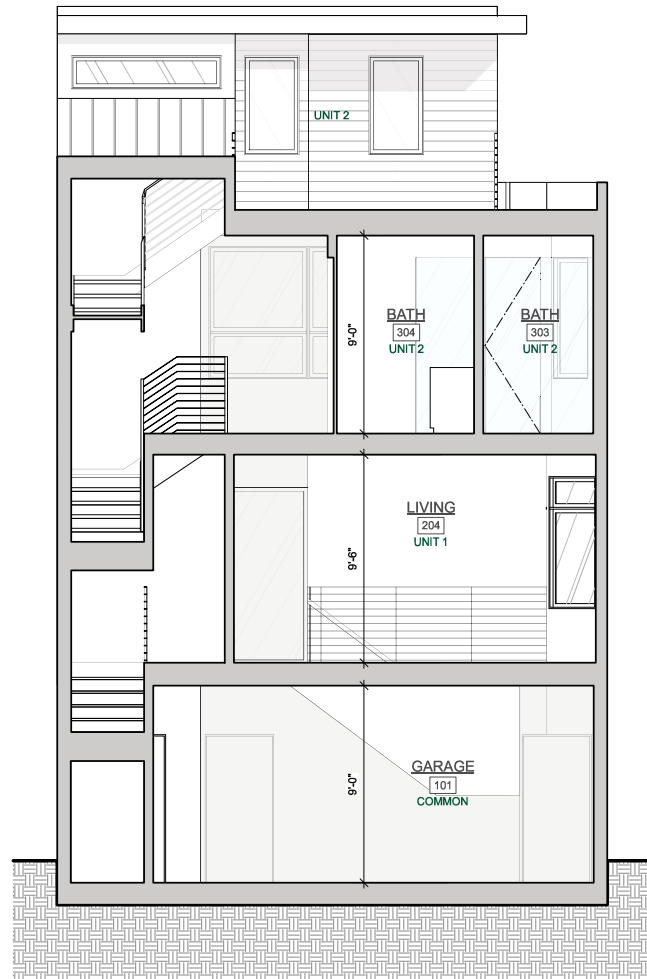 UNIT 2
9'-0"
BATH
304
UNIT 2
BATH
303
UNIT 2
9'-6"
LIVING
204
UNIT 1
9'-0"
GARAGE
101
COMMON